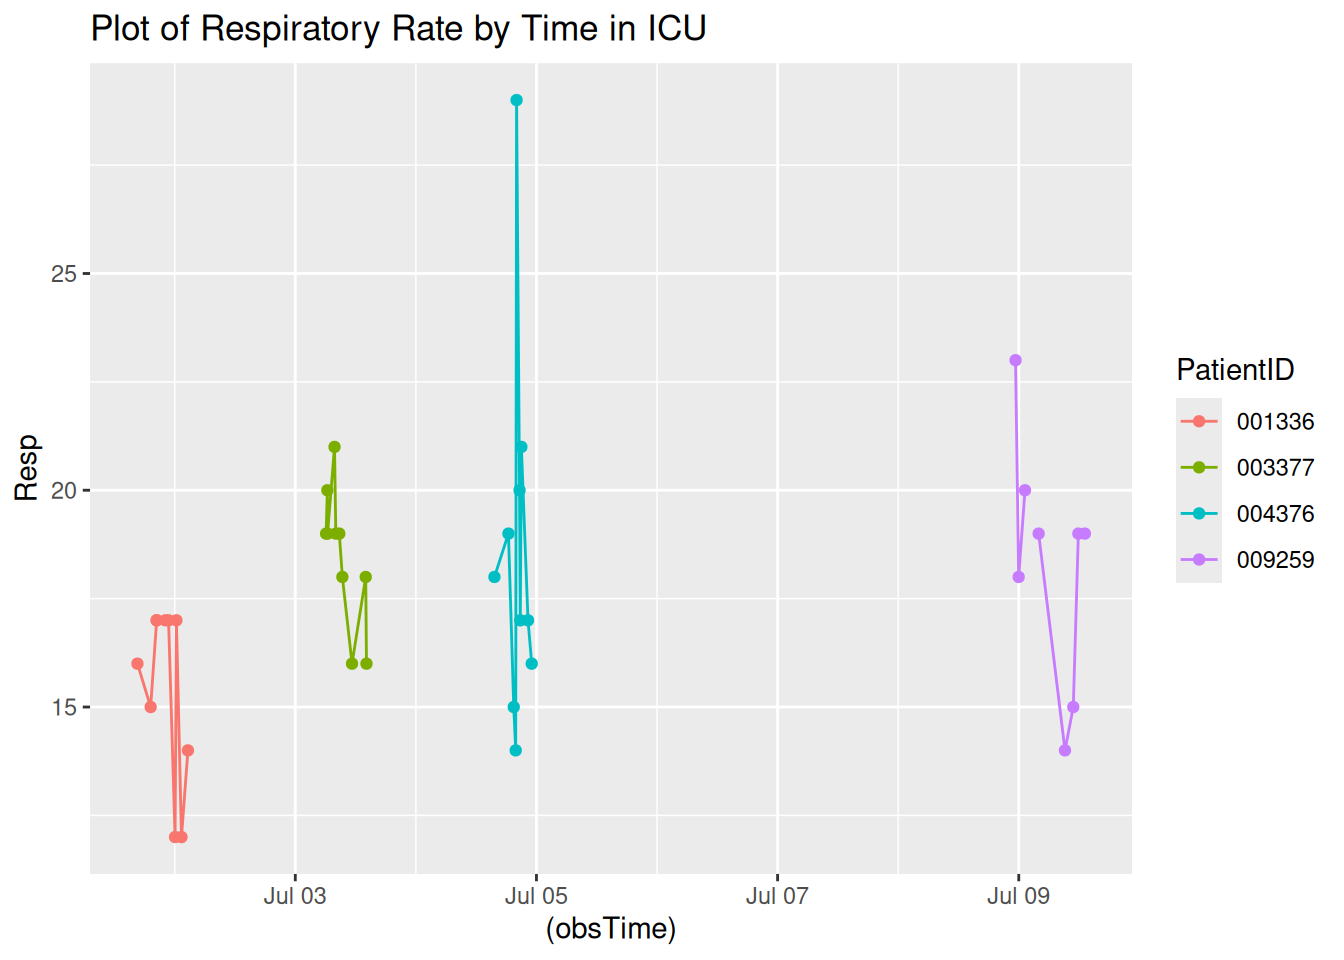 Plot of Respiratory Rate by Time in ICU
25
20
15
Resp
Jul 03 Jul 05 Jul 07 Jul 09
(obsTime)
PatientID
001336
003377
004376
009259